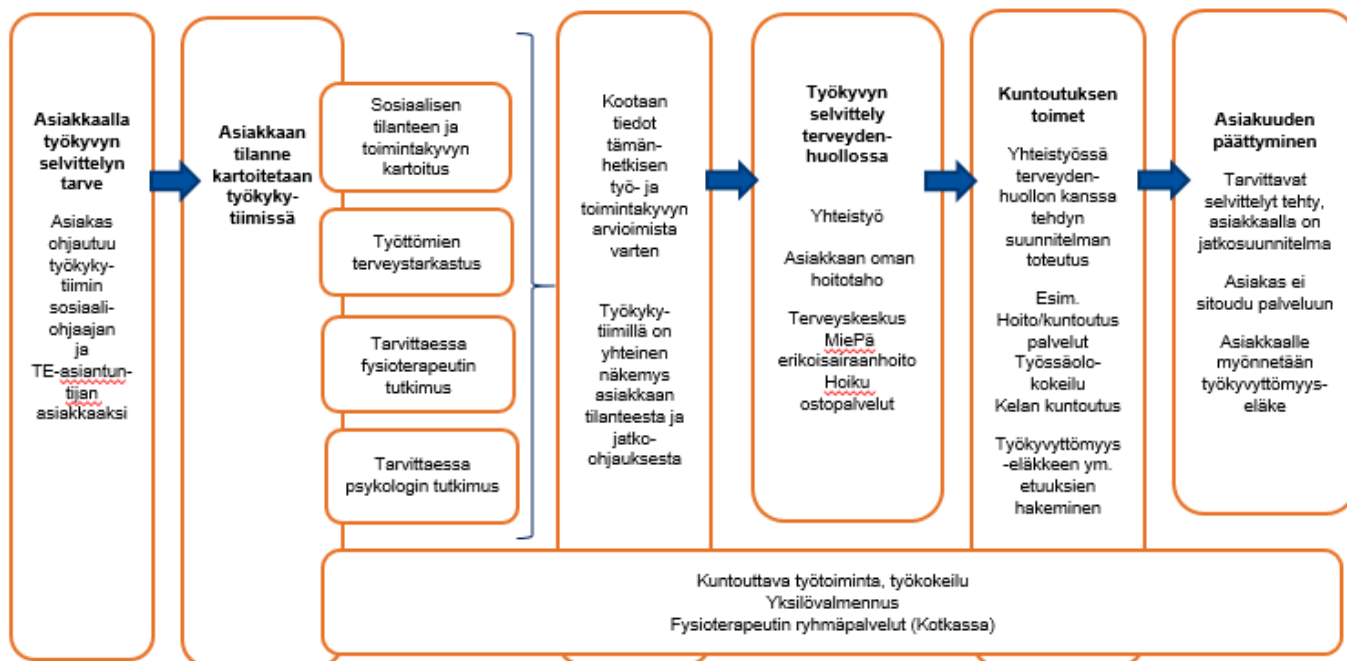 Asiakkaalla
työkyvyn
selvittelyn
tarve
Asiakas
ohjautuu
työkyky-
tiimin
sosiaali-
ohjaajan
ja
TE-asiantun-
tijan
asiakkaaksi
Asiakkaan
tilanne
kartoitetaan
työkyky-
tiimissä
Sosiaalisen
tilanteen ja
toimintakyvyn
kartoitus
Työttömien
terveystarkastus
Tarvittaessa
fysioterapeutin
tutkimus
Tarvittaessa
psykologin tutkimus
Kootaan
tiedot
tämän-
hetkisen
työ- ja
toimintakyvyn
arvioimista
varten
Työkyky-
tiimillä on
yhteinen
näkemys
asiakkaan
tilanteesta ja
jatko-
ohjauksesta
Työkyvyn
selvittely
terveyden-
huollossa
Yhteistyö
Asiakkaan oman
hoitotaho
Terveyskeskus
MiePä
erikoisairaanhoito
Hoiku
ostopalvelut
Kuntoutuksen
toimet
Yhteistyössä
terveyden-
huollon kanssa
tehdyn
suunnitelman
toteutus
Esim.
Hoito/kuntoutus
palvelut
Työssäolo-
kokeilu
Kelan kuntoutus
Työkyvyttömyys
-eläkkeen ym.
etuuksien
hakeminen
Asiakuuden
päättyminen
Tarvittavat
selvittelyt tehty,
asiakkaalla on
jatkosuunnitelma
Asiakas ei
sitoudu palveluun
Asiakkaalle
myönnetään
työkyvyttömyys-
eläke
Kuntouttava työtoiminta, työkokeilu
Yksilövalmennus
Fysioterapeutin ryhmäpalvelut (Kotkassa)